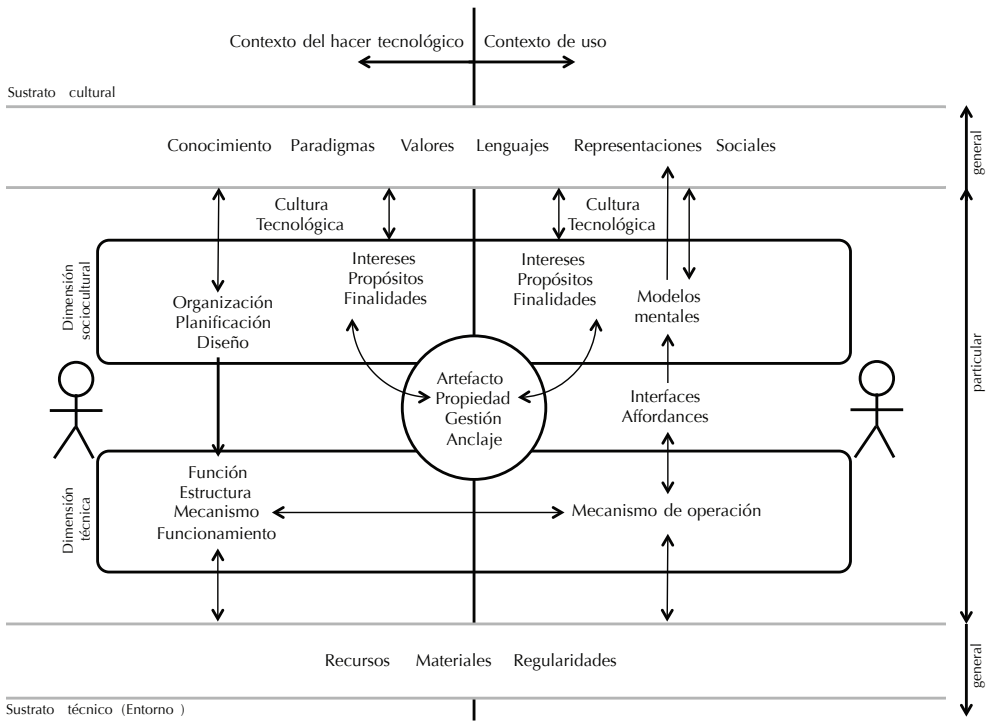 Contexto del hacer tecnológico
Contexto de uso
Sustrato cultural
Conocimiento Paradigmas Valores Lenguajes Representaciones Sociales
general
Cultura
Tecnológica
Cultura
Tecnológica
Dimensión
sociocultural
Intereses
Propósitos
Finalidades
Intereses
Propósitos
Finalidades
Organización
Planificación
Diseño
Modelos
mentales
particular
Artefacto
Propiedad
Gestión
Anclaje
Interfaces
Affordances
Dimensión
técnica
Función
Estructura
Mecanismo
Funcionamiento
Mecanismo de operación
Recursos Materiales Regularidades
general
Sustrato técnico (Entorno )